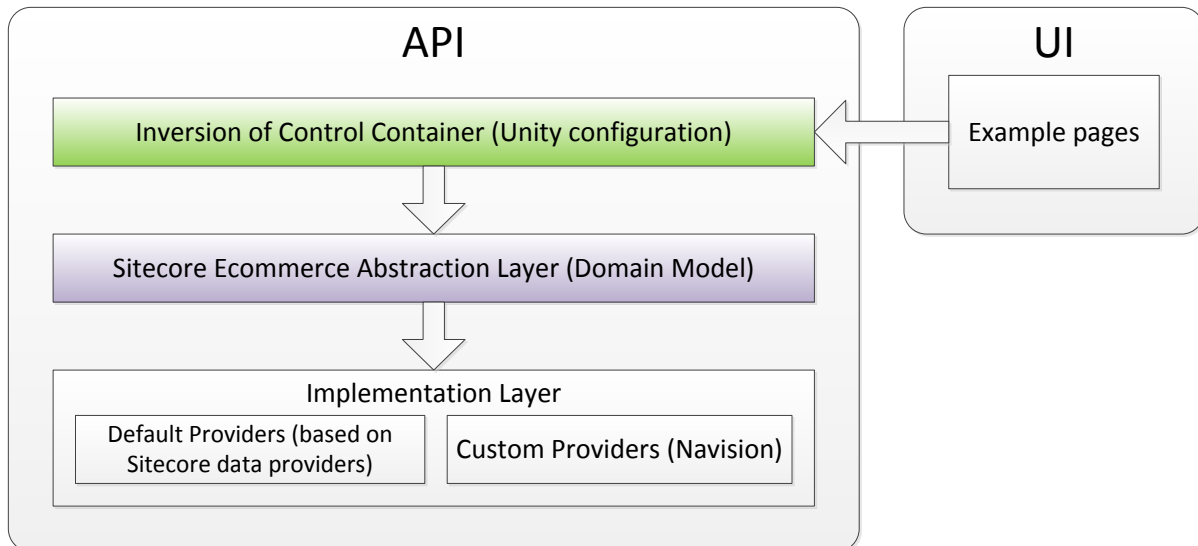 API
UI
Inversion of Control Container (Unity configuration)
Example pages
Sitecore Ecommerce Abstraction Layer (Domain Model)
Implementation Layer
Default Providers (based on
Sitecore data providers)
Custom Providers (Navision)